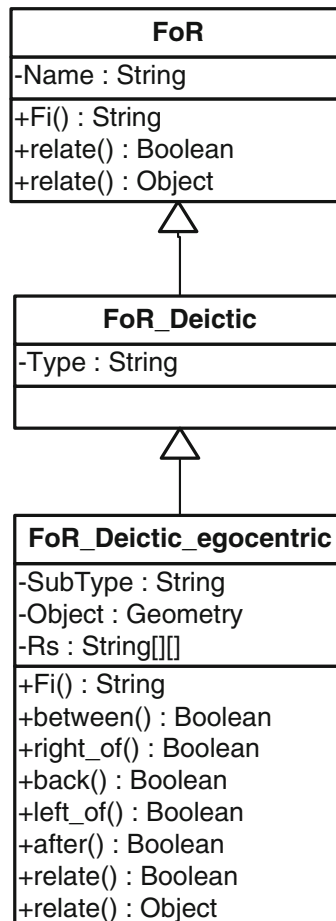 FoR
-Name : String
+Fi() : String
+relate() : Boolean
+relate() : Object
FoR_Deictic
-Type : String
FoR_Deictic_egocentric
-SubType : String
-Object : Geometry
-Rs : String[][]
+Fi() : String
+between() : Boolean
+right_of() : Boolean
+back() : Boolean
+left_of() : Boolean
+after() : Boolean
+relate() : Boolean
+relate() : Object